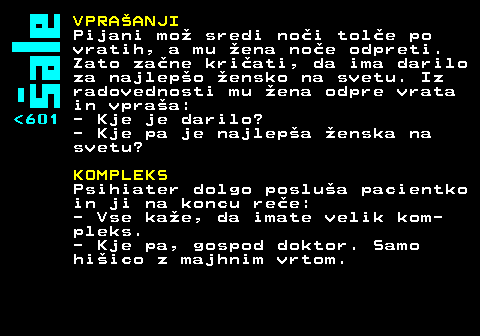 Šale
<601
VPRAŠANJI
Pijani mož sredi noči tolče po
vratih, a mu žena noče odpreti.
Zato začne kričati, da ima darilo
za najlepšo žensko na svetu. Iz
radovednosti mu žena odpre vrata
in vpraša:
- Kje je darilo?
- Kje pa je najlepša ženska na
svetu?
KOMPLEKS
Psihiater dolgo posluša pacientko
in ji na koncu reče:
- Vse kaže, da imate velik kom-
pleks.
- Kje pa, gospod doktor. Samo
hišico z majhnim vrtom.